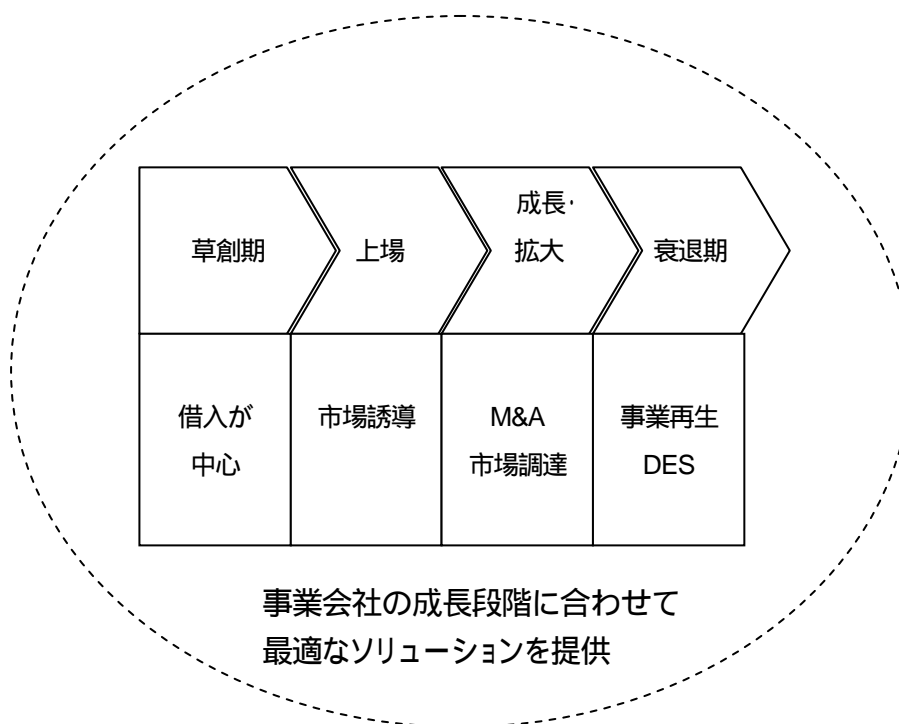 草創期
上場
成長・
拡大
衰退期
借入が
中心
市場誘導
M&A
市場調達
事業再生
DES
事業会社の成長段階に合わせて
最適なソリューションを提供